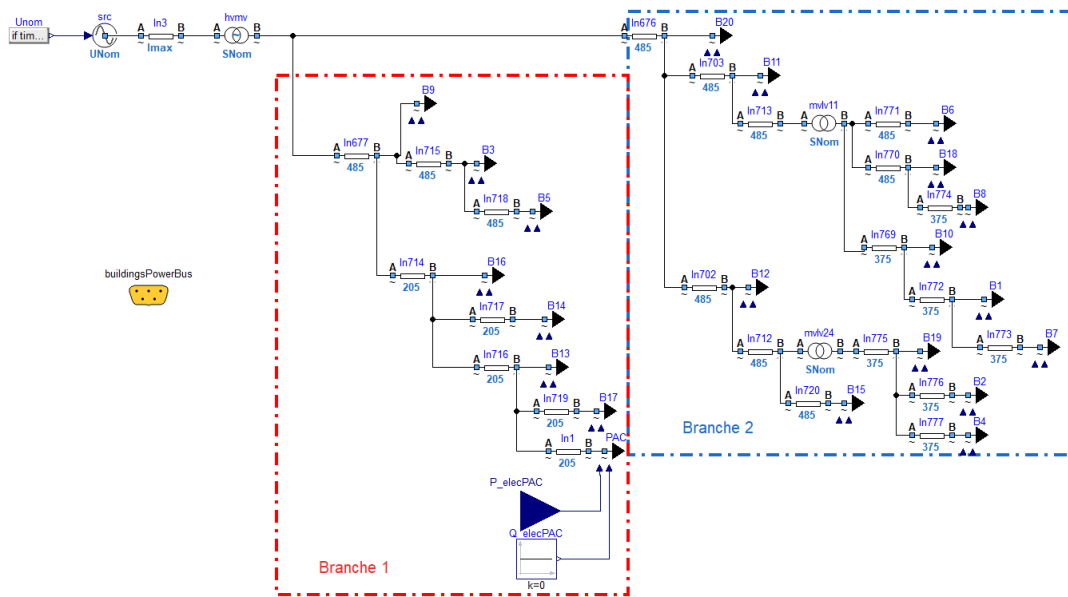 Unom
if tim...
src
UNom
A ln3 B
~ Imax ~
hvmv
A B
~ ~
SNom
A ln676 B
~ 485 ~
B20
~
A ln703 B
~ 485 ~
B11
~
A ln713 B
~ 485 ~
mvlv11
A B
~ ~
SNom
A ln771 B
~ 485 ~
B6
~
A ln770 B
~ 485 ~
B18
~
A ln774 B
~ 375 ~
B8
~
A ln769 B
~ 375 ~
B10
~
A ln772 B
~ 375 ~
B1
~
A ln773 B
~ 375 ~
B7
~
A ln702 B
~ 485 ~
B12
~
A ln712 B
~ 485 ~
mvlv24
A B
~ ~
SNom
A ln775 B
~ 375 ~
B19
~
A ln720 B
~ 485 ~
B15
~
A ln776 B
~ 375 ~
B2
~
A ln777 B
~ 375 ~
B4
~
Branche 2
B9
~
A ln677 B
~ 485 ~
A ln715 B
~ 485 ~
B3
~
A ln718 B
~ 485 ~
B5
~
A ln714 B
~ 205 ~
B16
~
A ln717 B
~ 205 ~
B14
~
A ln716 B
~ 205 ~
B13
~
A ln719 B
~ 205 ~
B17
~
A ln1 B
~ 205 ~
PAC
~
P_elecPAC
Q_elecPAC
k=0
Branche 1
buildingsPowerBus